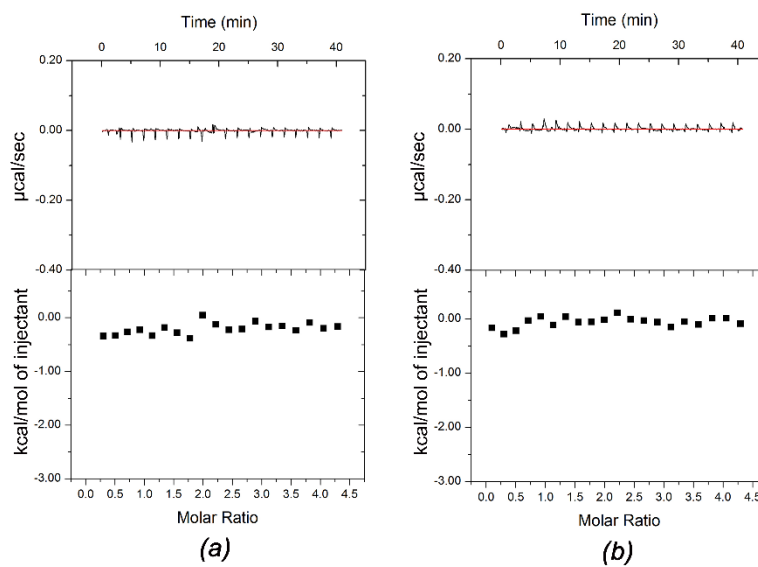 Time (min)
0 10 20 30 40
0.20
0.00
-0.20
-0.40
µcal/sec
0.00
-1.00
-2.00
-3.00
kcal/mol of injectant
0.0 0.5 1.0 1.5 2.0 2.5 3.0 3.5 4.0 4.5
Molar Ratio
(a)
Time (min)
0 10 20 30 40
0.20
0.00
-0.20
-0.40
µcal/sec
0.00
-1.00
-2.00
-3.00
kcal/mol of injectant
0.0 0.5 1.0 1.5 2.0 2.5 3.0 3.5 4.0 4.5
Molar Ratio
(b)